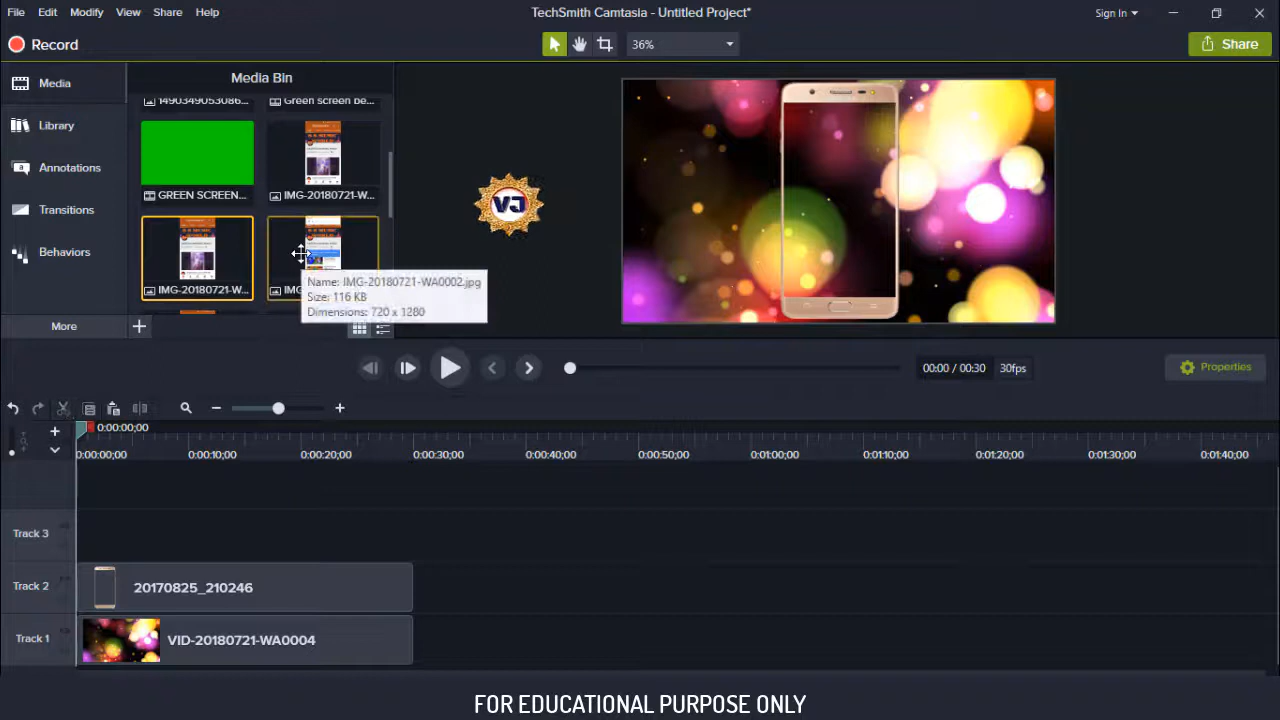 File Edit Modify View Share Help TechSmith Camtasia - Untitled Project* Sign In
Record 36% Share
Media Media Bin
1490349053086... Green screen be...
Library
Annotations
GREEN SCREEN... IMG-20180721-W...
Transitions
VJ
Behaviors
Name: IMG-20180721-WA0002.jpg
IMG-20180721-W... IMG
Size: 116 KB
Dimensions: 720 x 1280
More
00:00 / 00:30 30fps Properties
0:00:00;00
0:00:00;00 0:00:10;00 0:00:20;00 0:00:30;00 0:00:40;00 0:00:50;00 0:01:00;00 0:01:10;00 0:01:20;00 0:01:30;00 0:01:40;00
Track 3
Track 2 20170825_210246
Track 1 VID-20180721-WA0004
FOR EDUCATIONAL PURPOSE ONLY